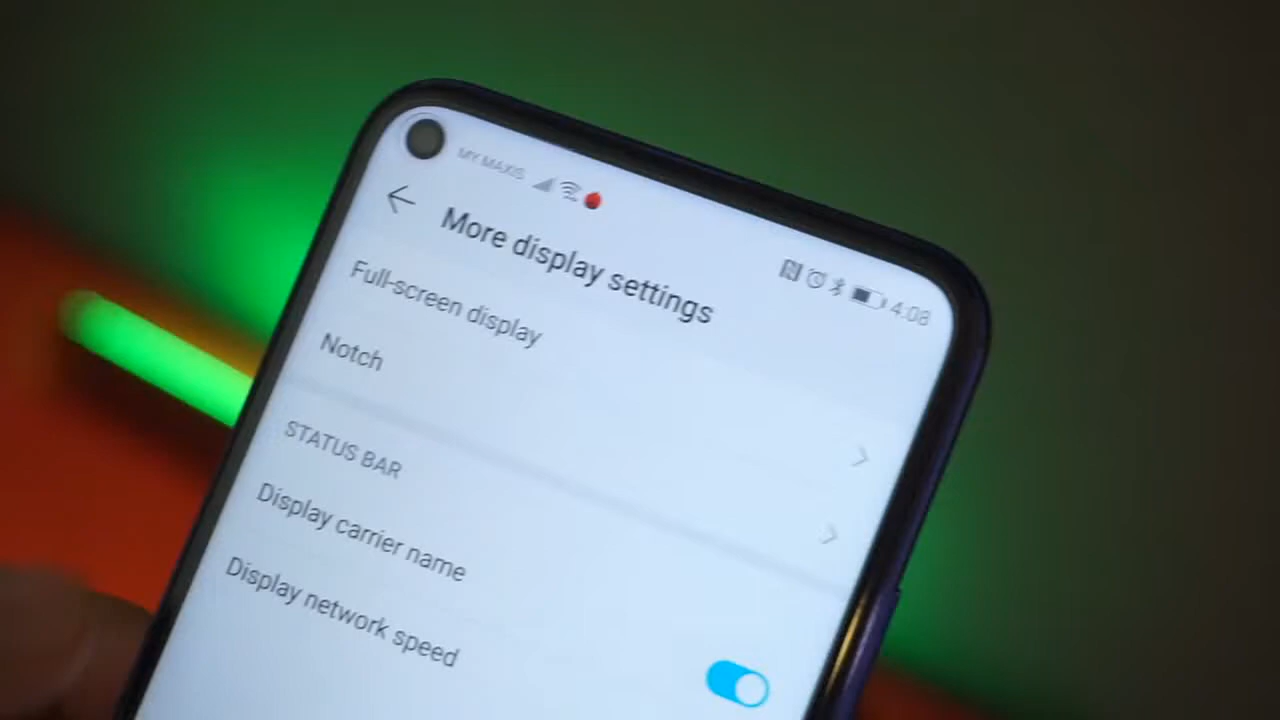 MY MAXIS
4:08
More display settings
Full-screen display
Notch
STATUS BAR
Display carrier name
Display network speed